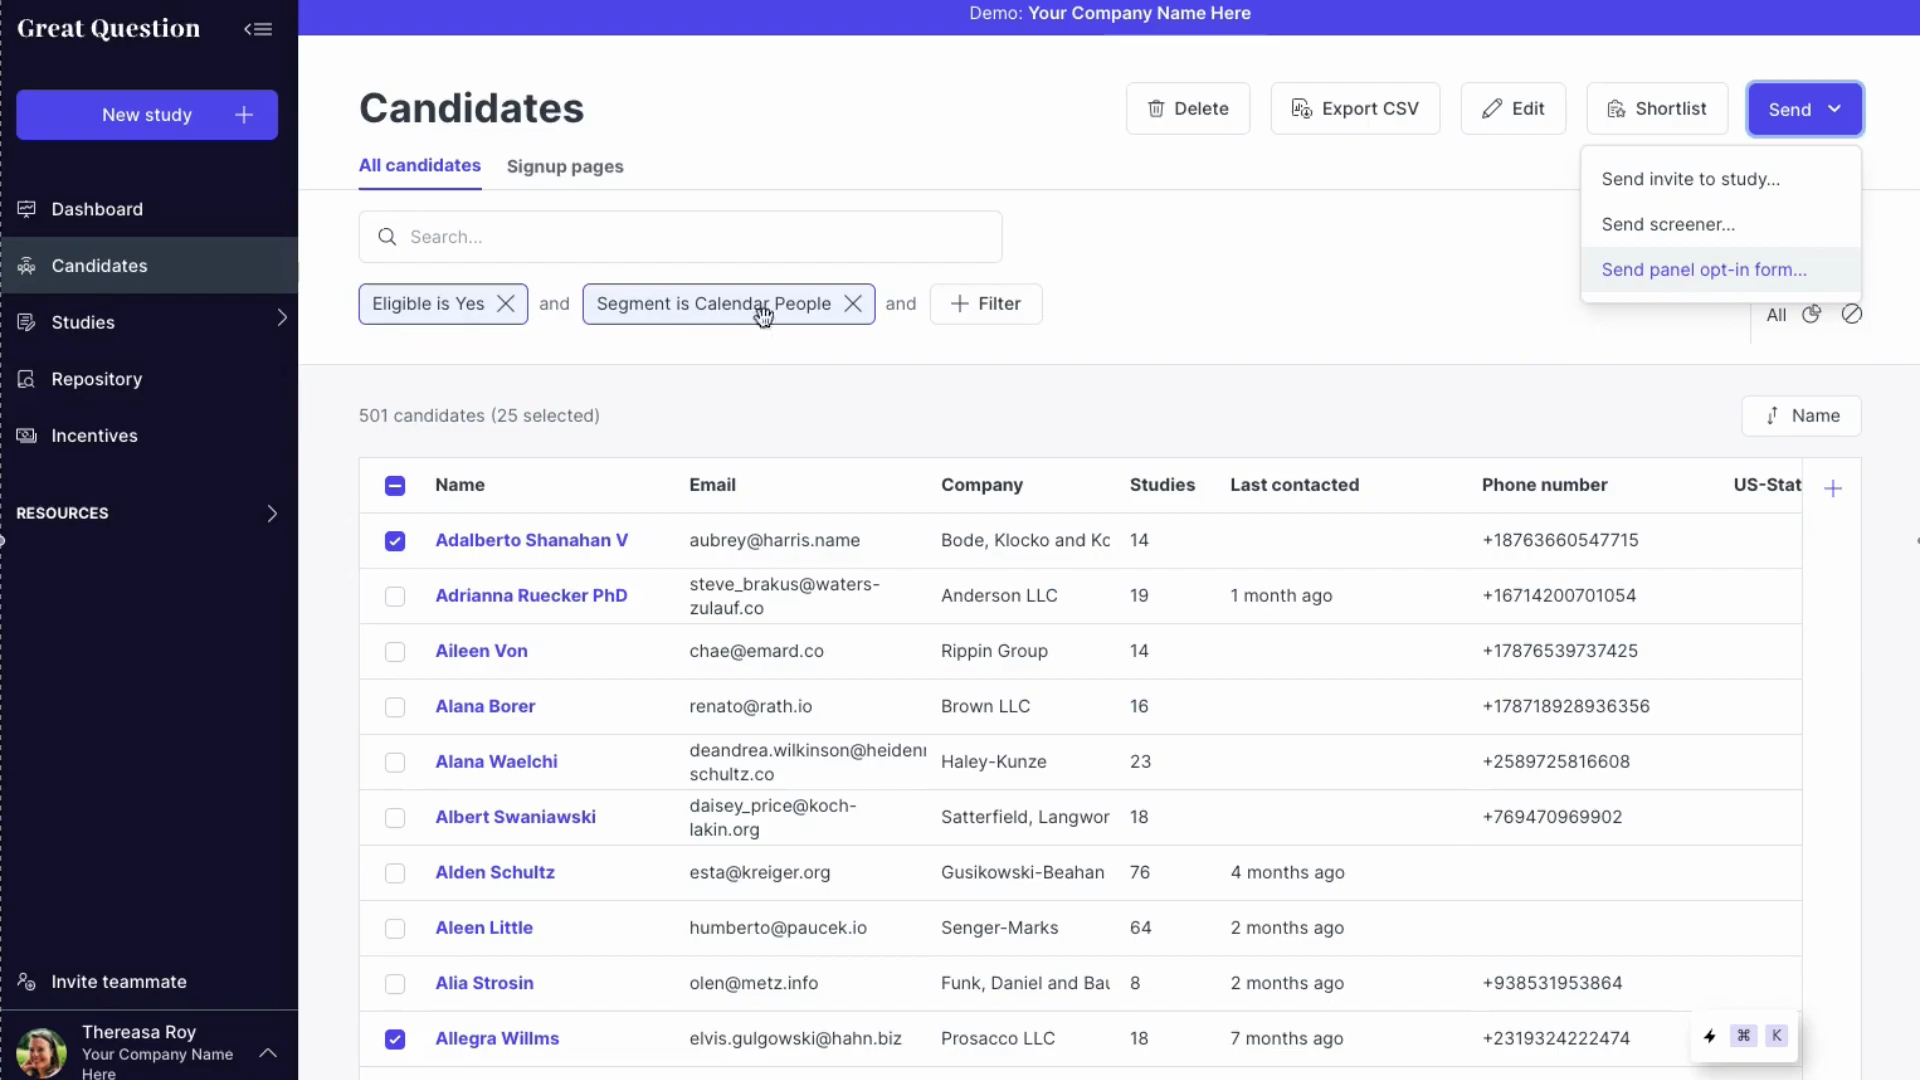 Great Question
Demo: Your Company Name Here
New study
Dashboard
Candidates
Studies
Repository
Incentives
RESOURCES
Invite teammate
Thereasa Roy
Your Company Name
Here
Candidates
Delete
Export CSV
Edit
Shortlist
Send
All candidates
Signup pages
Send invite to study...
Send screener...
Send panel opt-in form...
Search...
Eligible is Yes and Segment is Calendar People and + Filter
All
501 candidates (25 selected)
Name
Name Email Company Studies Last contacted Phone number US-Stat
Adalberto Shanahan V aubrey@harris.name Bode, Klocko and Kc 14 +18763660547715
Adrianna Ruecker PhD steve_brakus@waters-
zulauf.co Anderson LLC 19 1 month ago +16714200701054
Aileen Von chae@emard.co Rippin Group 14 +17876539737425
Alana Borer renato@rath.io Brown LLC 16 +178718928936356
Alana Waelchi deandrea.wilkinson@heiden
schultz.co Haley-Kunze 23 +2589725816608
Albert Swaniawski daisey_price@koch-
lakin.org Satterfield, Langwor 18 +769470969902
Alden Schultz esta@kreiger.org Gusikowski-Beahan 76 4 months ago
Aleen Little humberto@paucek.io Senger-Marks 64 2 months ago
Alia Strosin olen@metz.info Funk, Daniel and Bau 8 2 months ago +938531953864
Allegra Willms elvis.gulgowski@hahn.biz Prosacco LLC 18 7 months ago +2319324222474
⌘ K